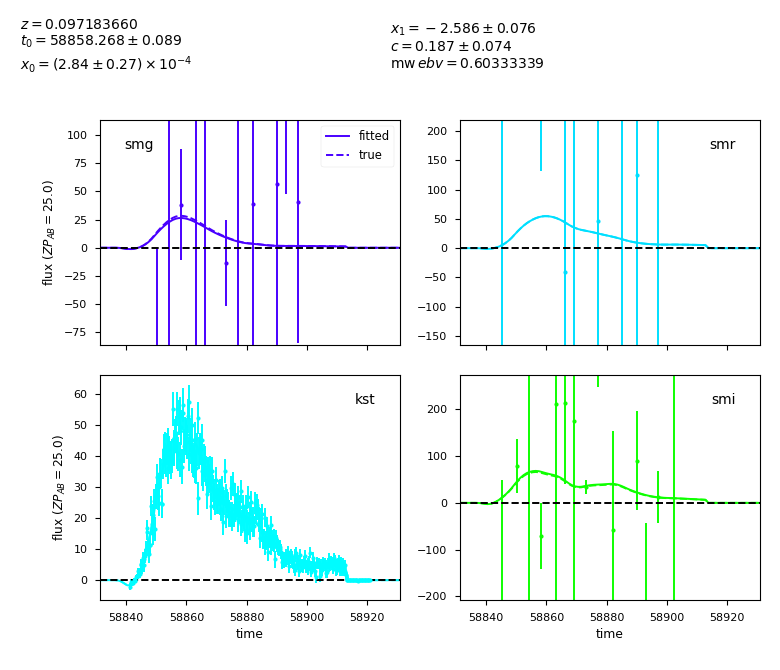 z = 0.097183660
t₀ = 58858.268 ± 0.089
x₀ = (2.84 ± 0.27) × 10⁻⁴
x₁ = −2.586 ± 0.076
c = 0.187 ± 0.074
mw ebv = 0.60333339
smg
fitted
true
100
75
50
25
0
−25
−50
−75
flux (ZP_AB = 25.0)
smr
200
150
100
50
0
−50
−100
−150
kst
60
50
40
30
20
10
0
flux (ZP_AB = 25.0)
58840 58860 58880 58900 58920
time
smi
200
100
0
−100
−200
58840 58860 58880 58900 58920
time